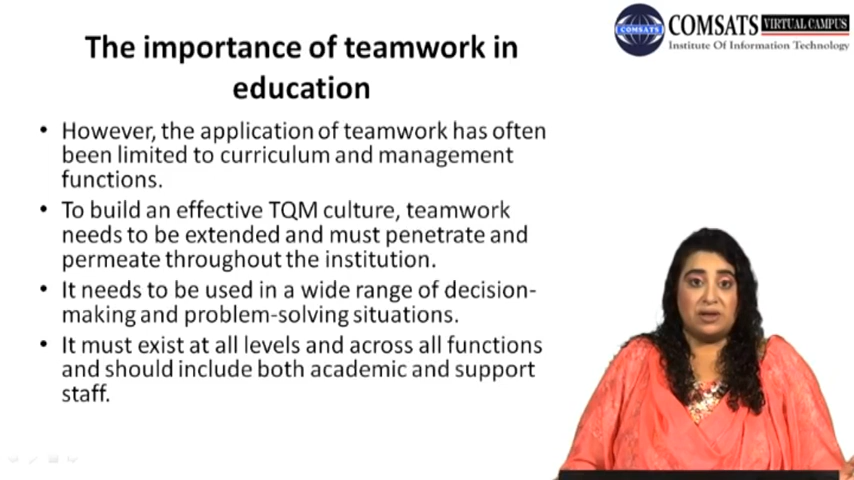 The importance of teamwork in
education
COMSATS VIRTUAL CAMPUS
Institute Of Information Technology
COMSATS
• However, the application of teamwork has often
been limited to curriculum and management
functions.
• To build an effective TQM culture, teamwork
needs to be extended and must penetrate and
permeate throughout the institution.
• It needs to be used in a wide range of decision-
making and problem-solving situations.
• It must exist at all levels and across all functions
and should include both academic and support
staff.